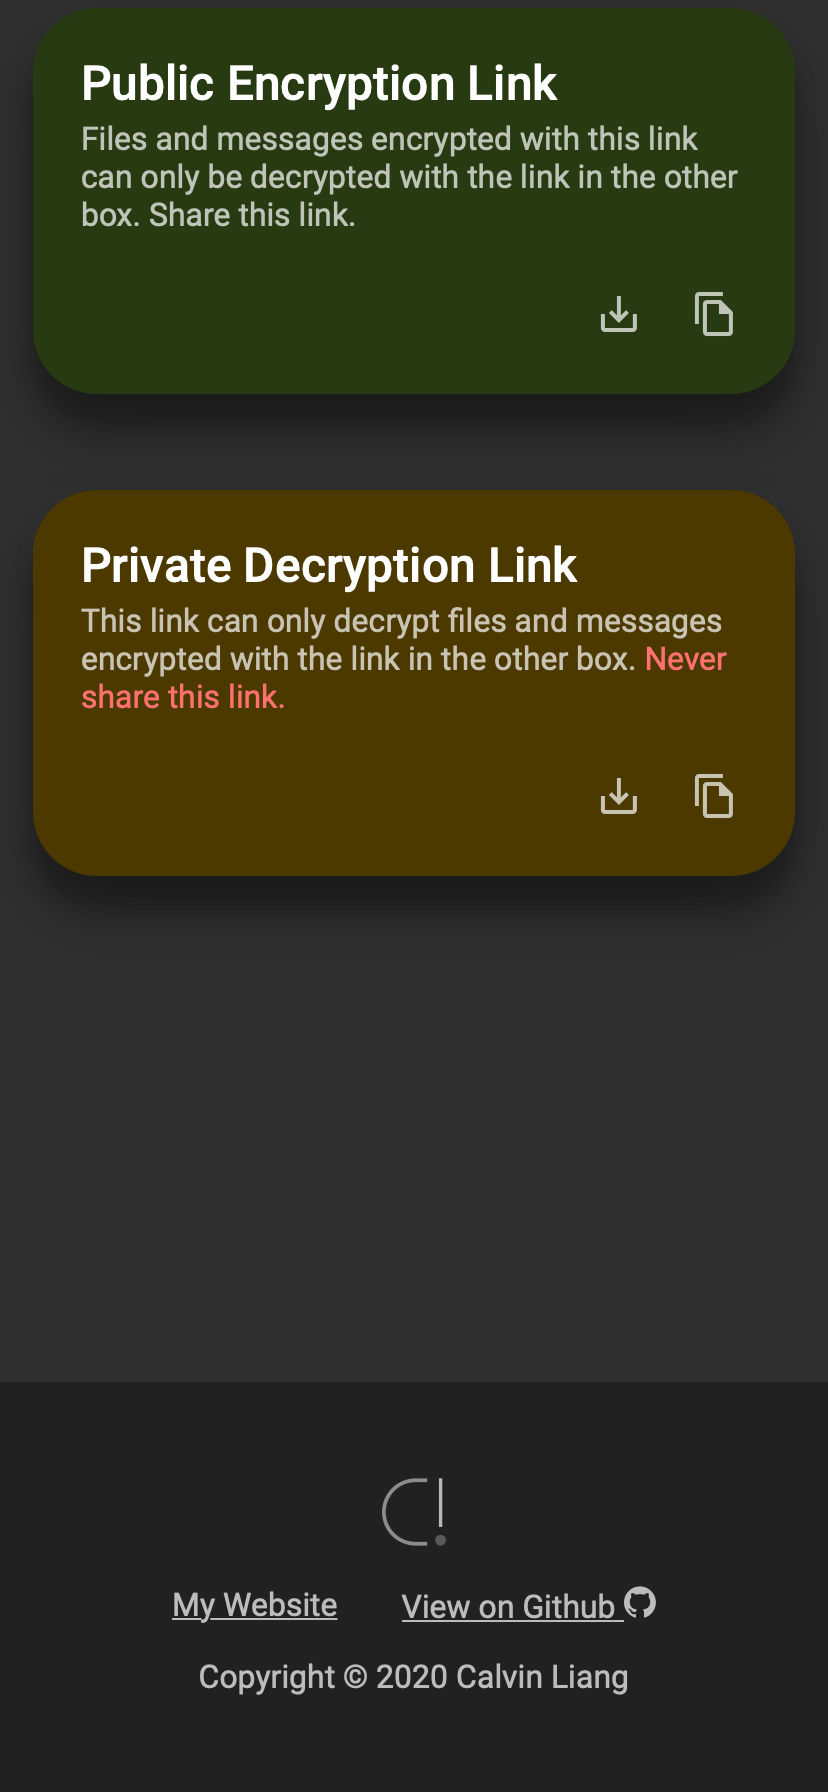 Public Encryption Link
Files and messages encrypted with this link
can only be decrypted with the link in the other
box. Share this link.
Private Decryption Link
This link can only decrypt files and messages
encrypted with the link in the other box. Never
share this link.
My Website View on Github
Copyright © 2020 Calvin Liang